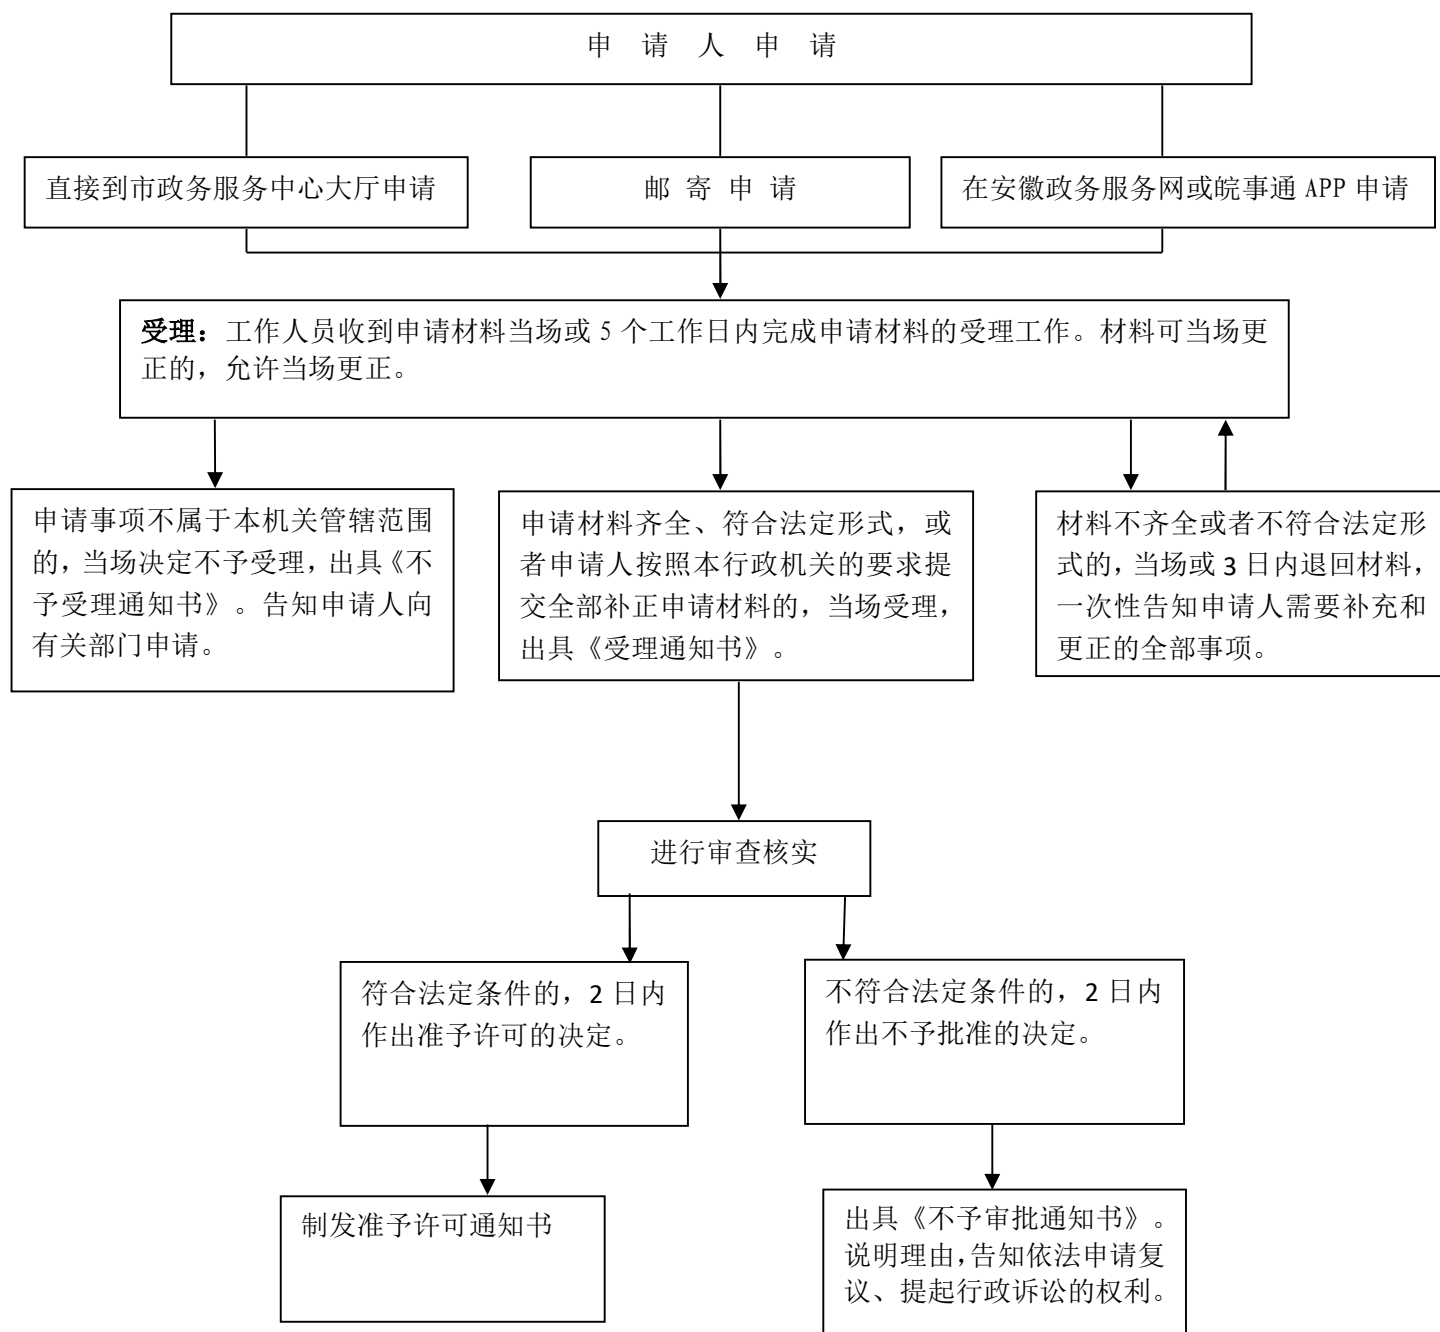 申 请 人 申 请
直接到市政务服务中心大厅申请
邮 寄 申 请
在安徽政务服务网或皖事通 APP 申请
受理：工作人员收到申请材料当场或 5 个工作日内完成申请材料的受理工作。材料可当场更
正的，允许当场更正。
申请事项不属于本机关管辖范围
的，当场决定不予受理，出具《不
予受理通知书》。告知申请人向
有关部门申请。
申请材料齐全、符合法定形式，或
者申请人按照本行政机关的要求提
交全部补正申请材料的，当场受理，
出具《受理通知书》。
材料不齐全或者不符合法定形
式的，当场或 3 日内退回材料，
一次性告知申请人需要补充和
更正的全部事项。
进行审查核实
符合法定条件的，2 日内
作出准予许可的决定。
不符合法定条件的，2 日内
作出不予批准的决定。
制发准予许可通知书
出具《不予审批通知书》。
说明理由，告知依法申请复
议、提起行政诉讼的权利。